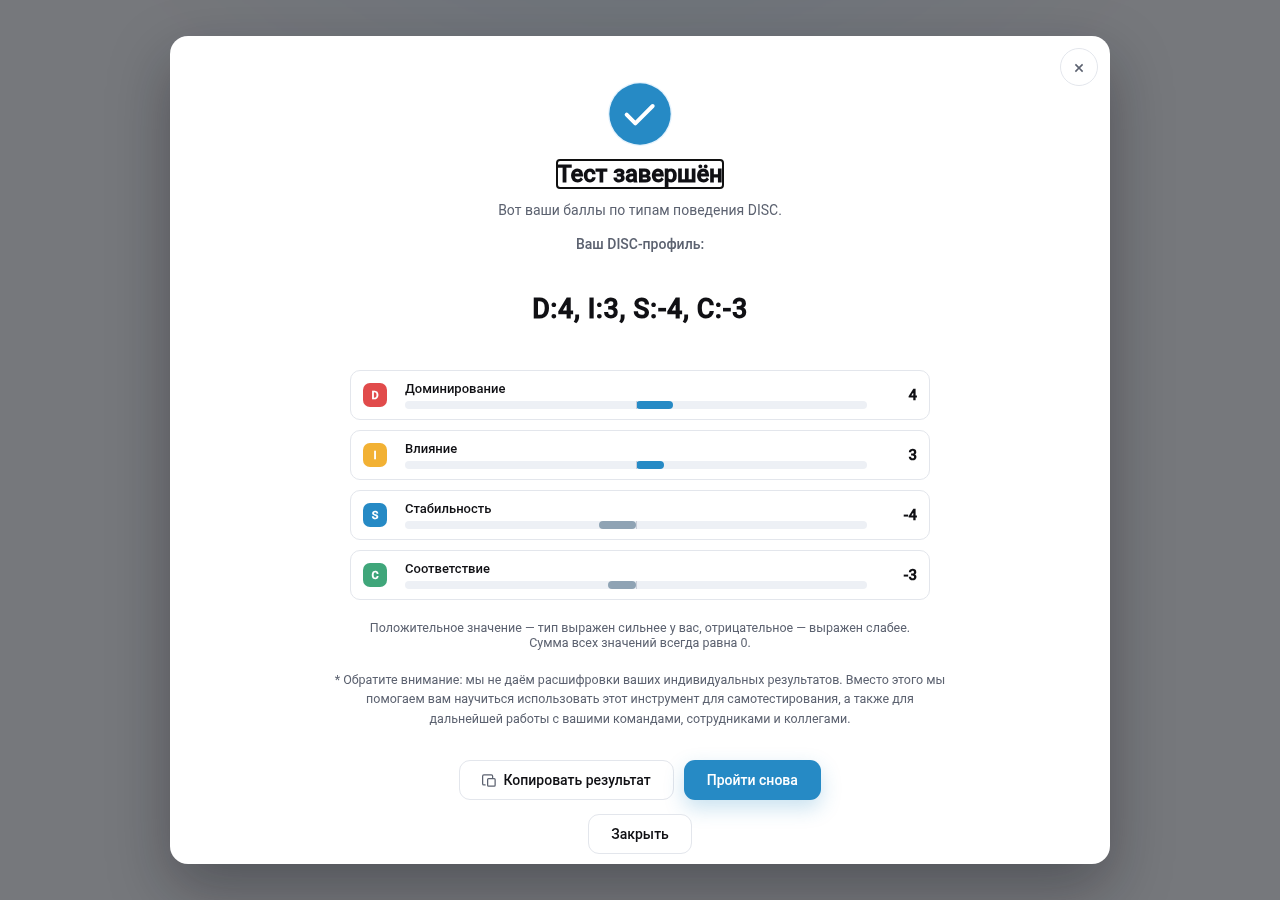 ×
Тест завершён
Вот ваши баллы по типам поведения DISC.
Ваш DISC-профиль:
D:4, I:3, S:-4, C:-3
D Доминирование 4
I Влияние 3
S Стабильность -4
C Соответствие -3
Положительное значение — тип выражен сильнее у вас, отрицательное — выражен слабее.
Сумма всех значений всегда равна 0.
* Обратите внимание: мы не даём расшифровки ваших индивидуальных результатов. Вместо этого мы
помогаем вам научиться использовать этот инструмент для самотестирования, а также для
дальнейшей работы с вашими командами, сотрудниками и коллегами.
Копировать результат Пройти снова
Закрыть